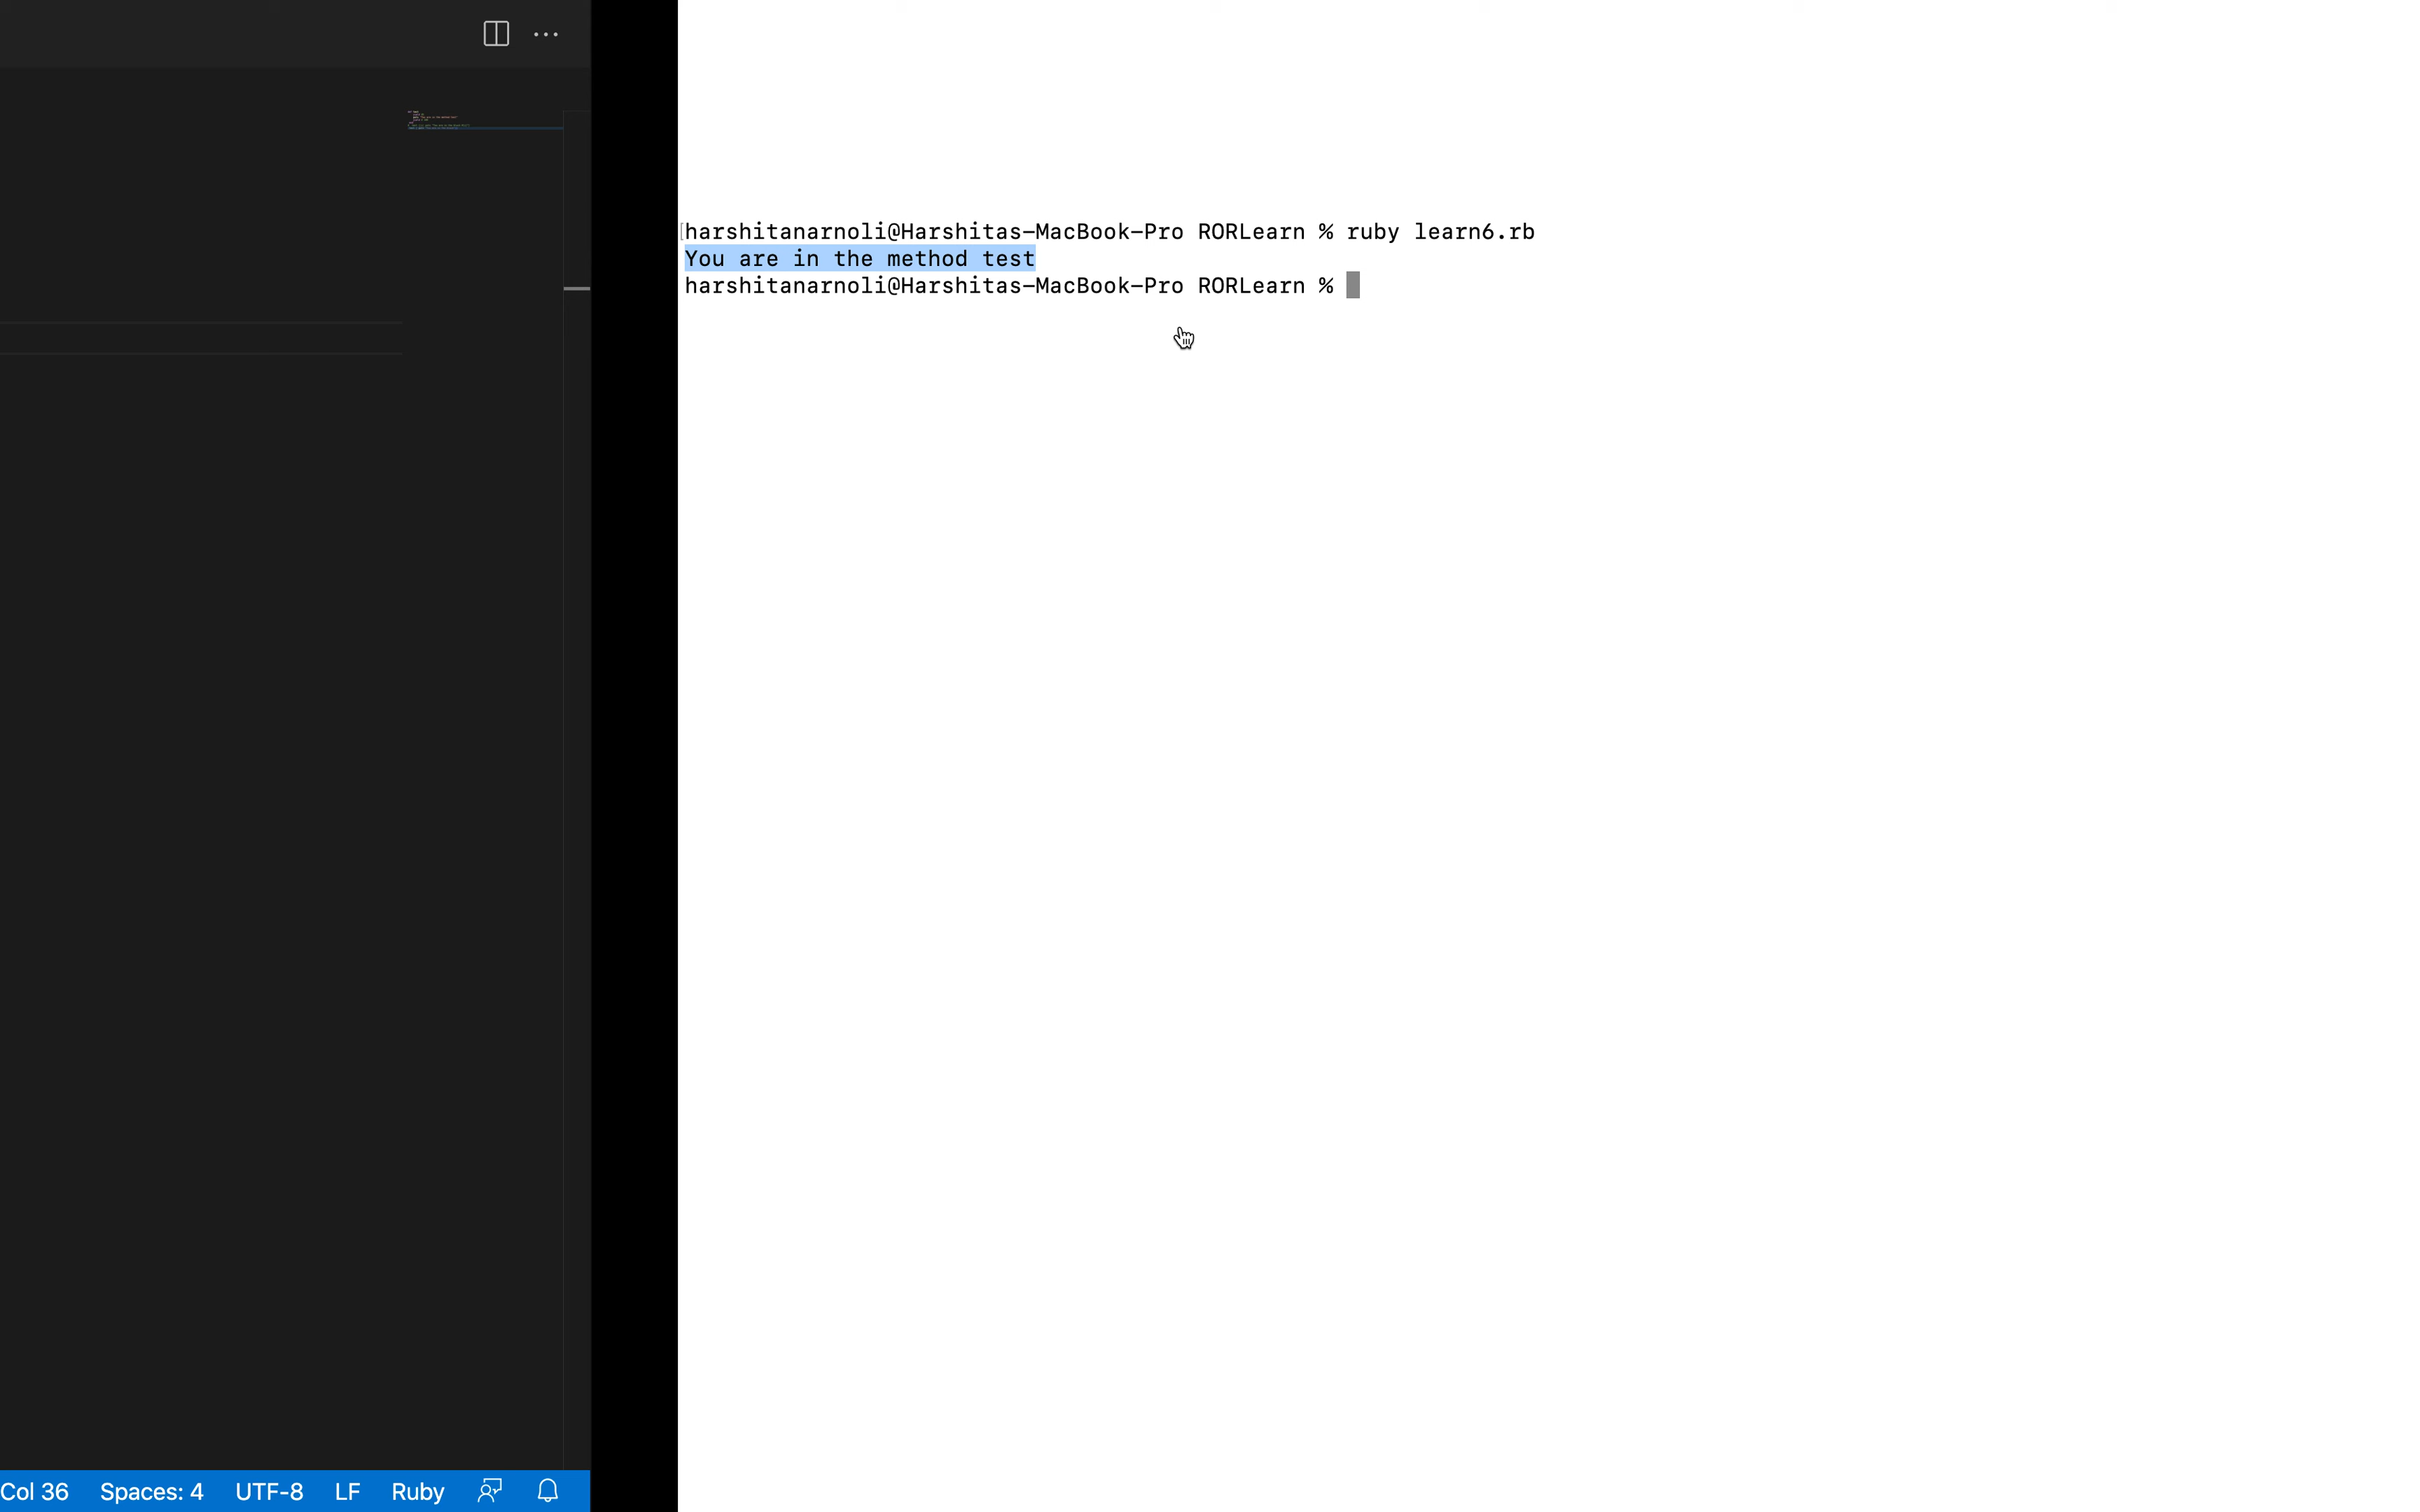 harshitanarnoli@Harshitas-MacBook-Pro RORLearn % ruby learn6.rb
You are in the method test
harshitanarnoli@Harshitas-MacBook-Pro RORLearn %
Col 36 Spaces: 4 UTF-8 LF Ruby